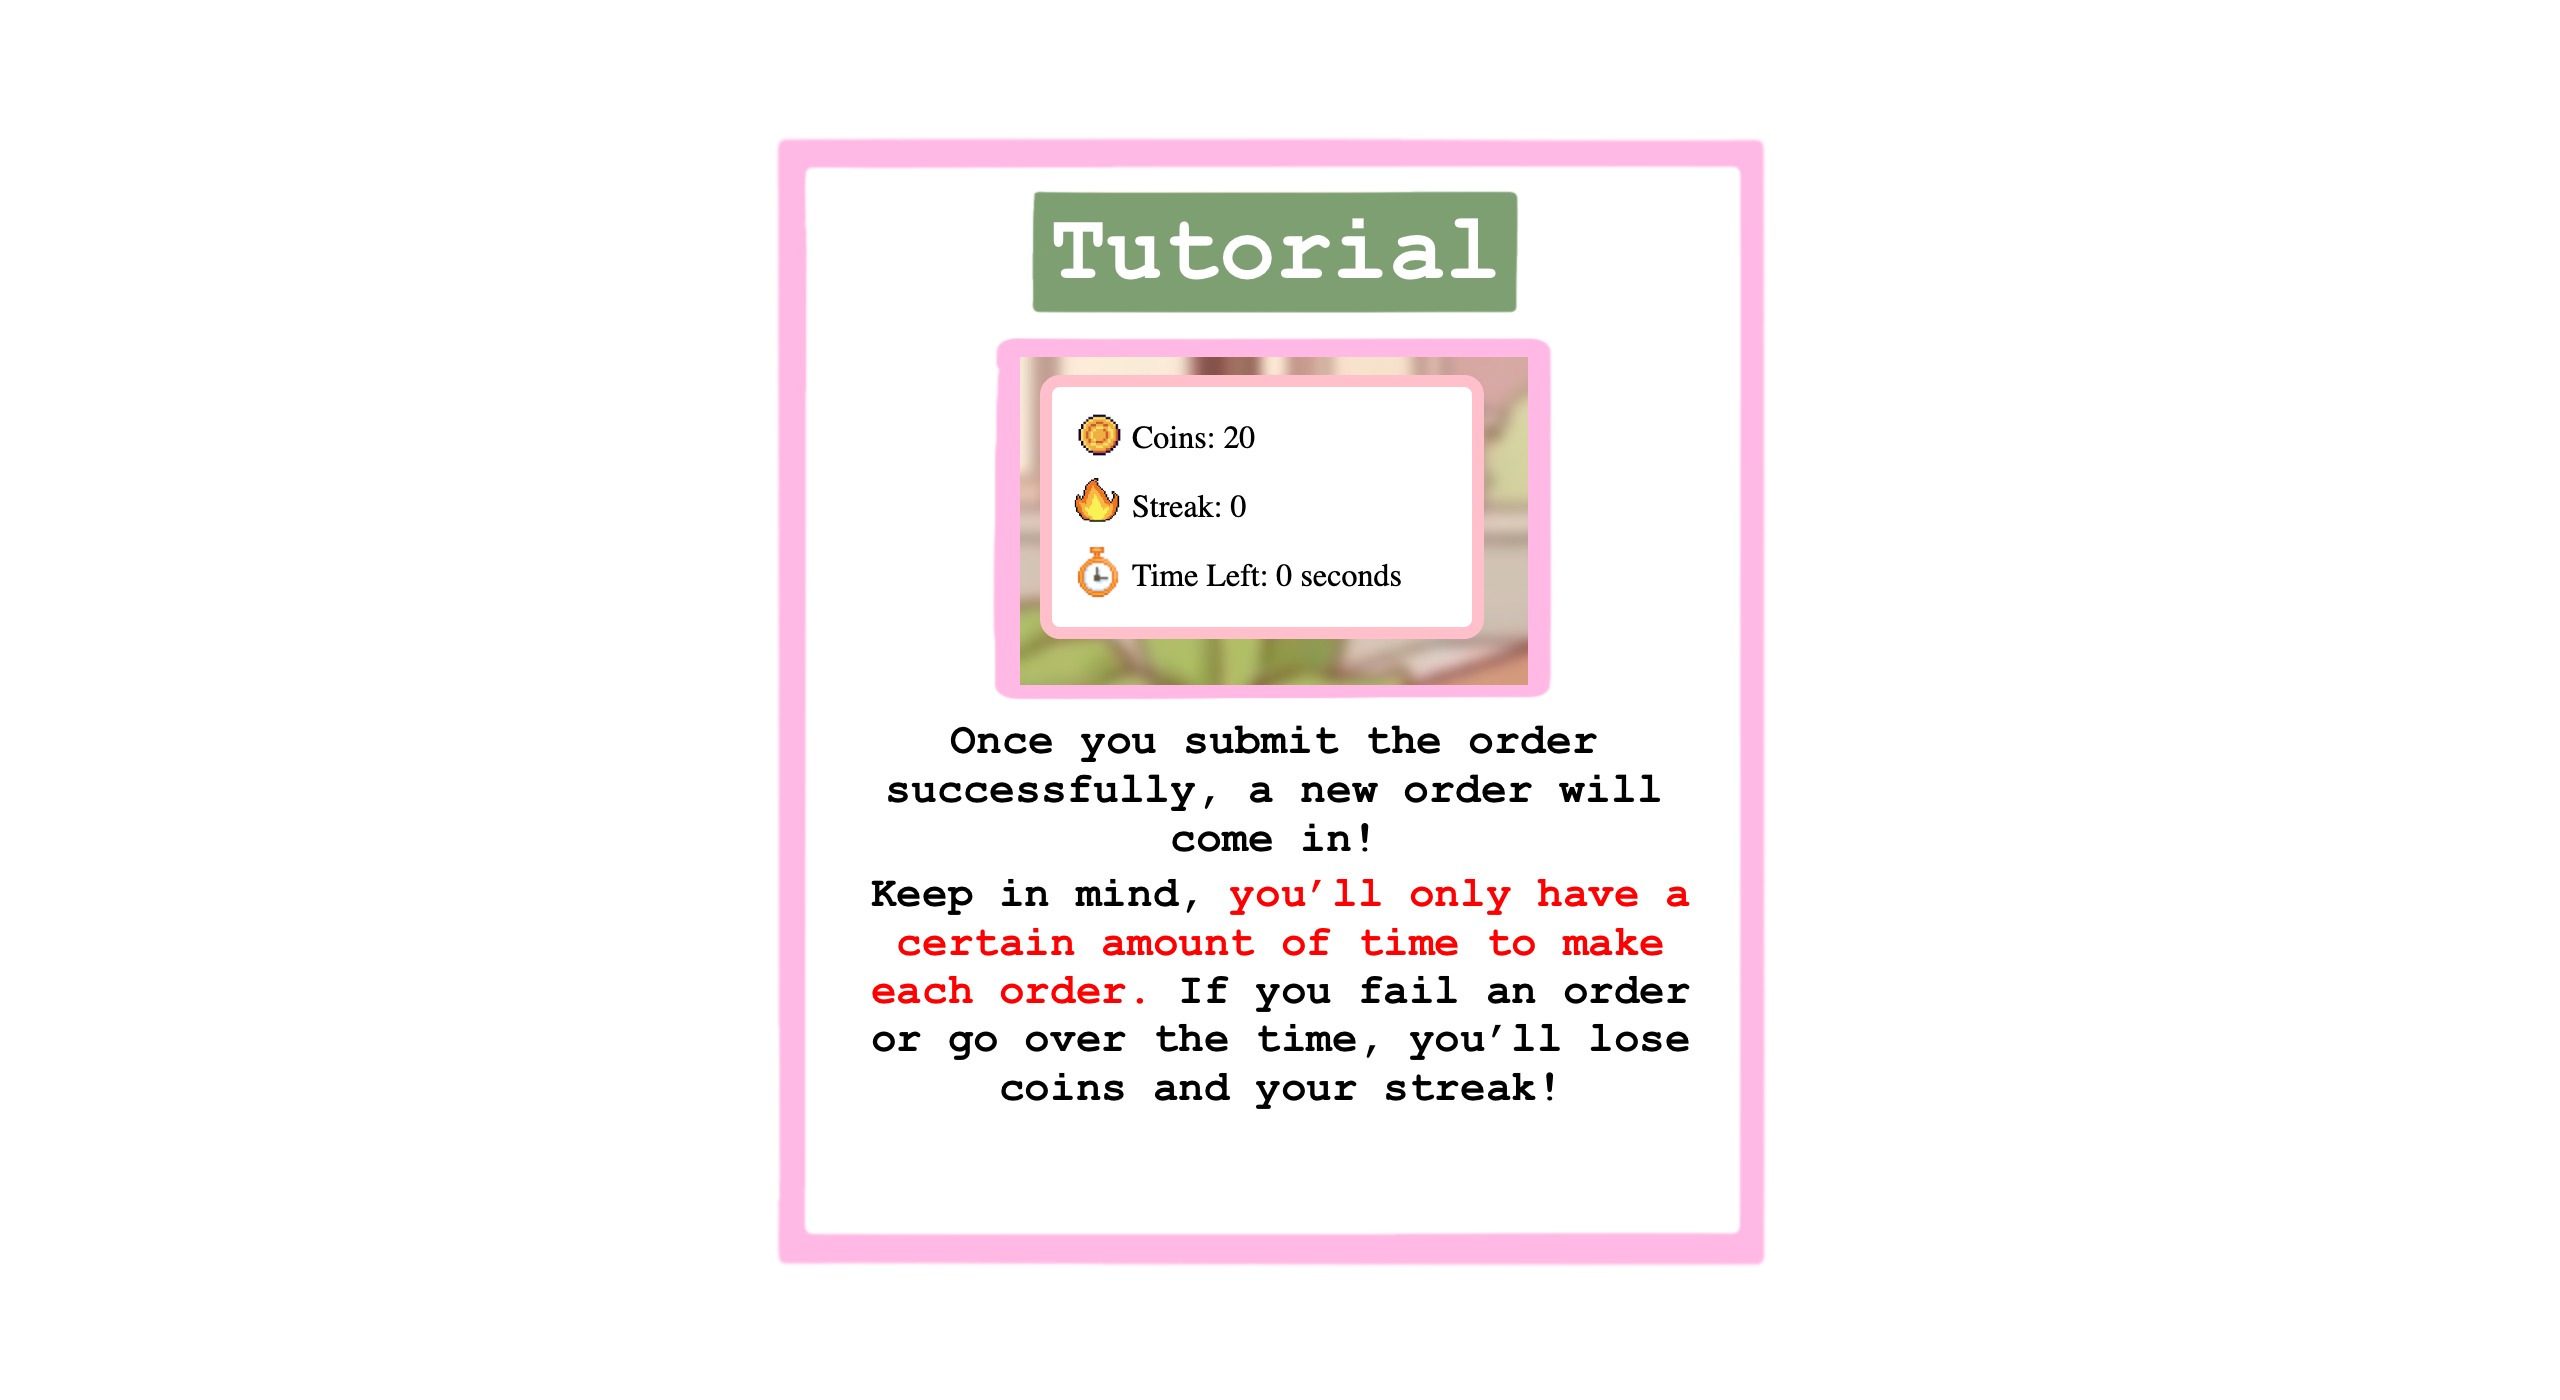 Tutorial
Coins: 20
Streak: 0
Time Left: 0 seconds
Once you submit the order
successfully, a new order will
come in!
Keep in mind, you’ll only have a
certain amount of time to make
each order. If you fail an order
or go over the time, you’ll lose
coins and your streak!